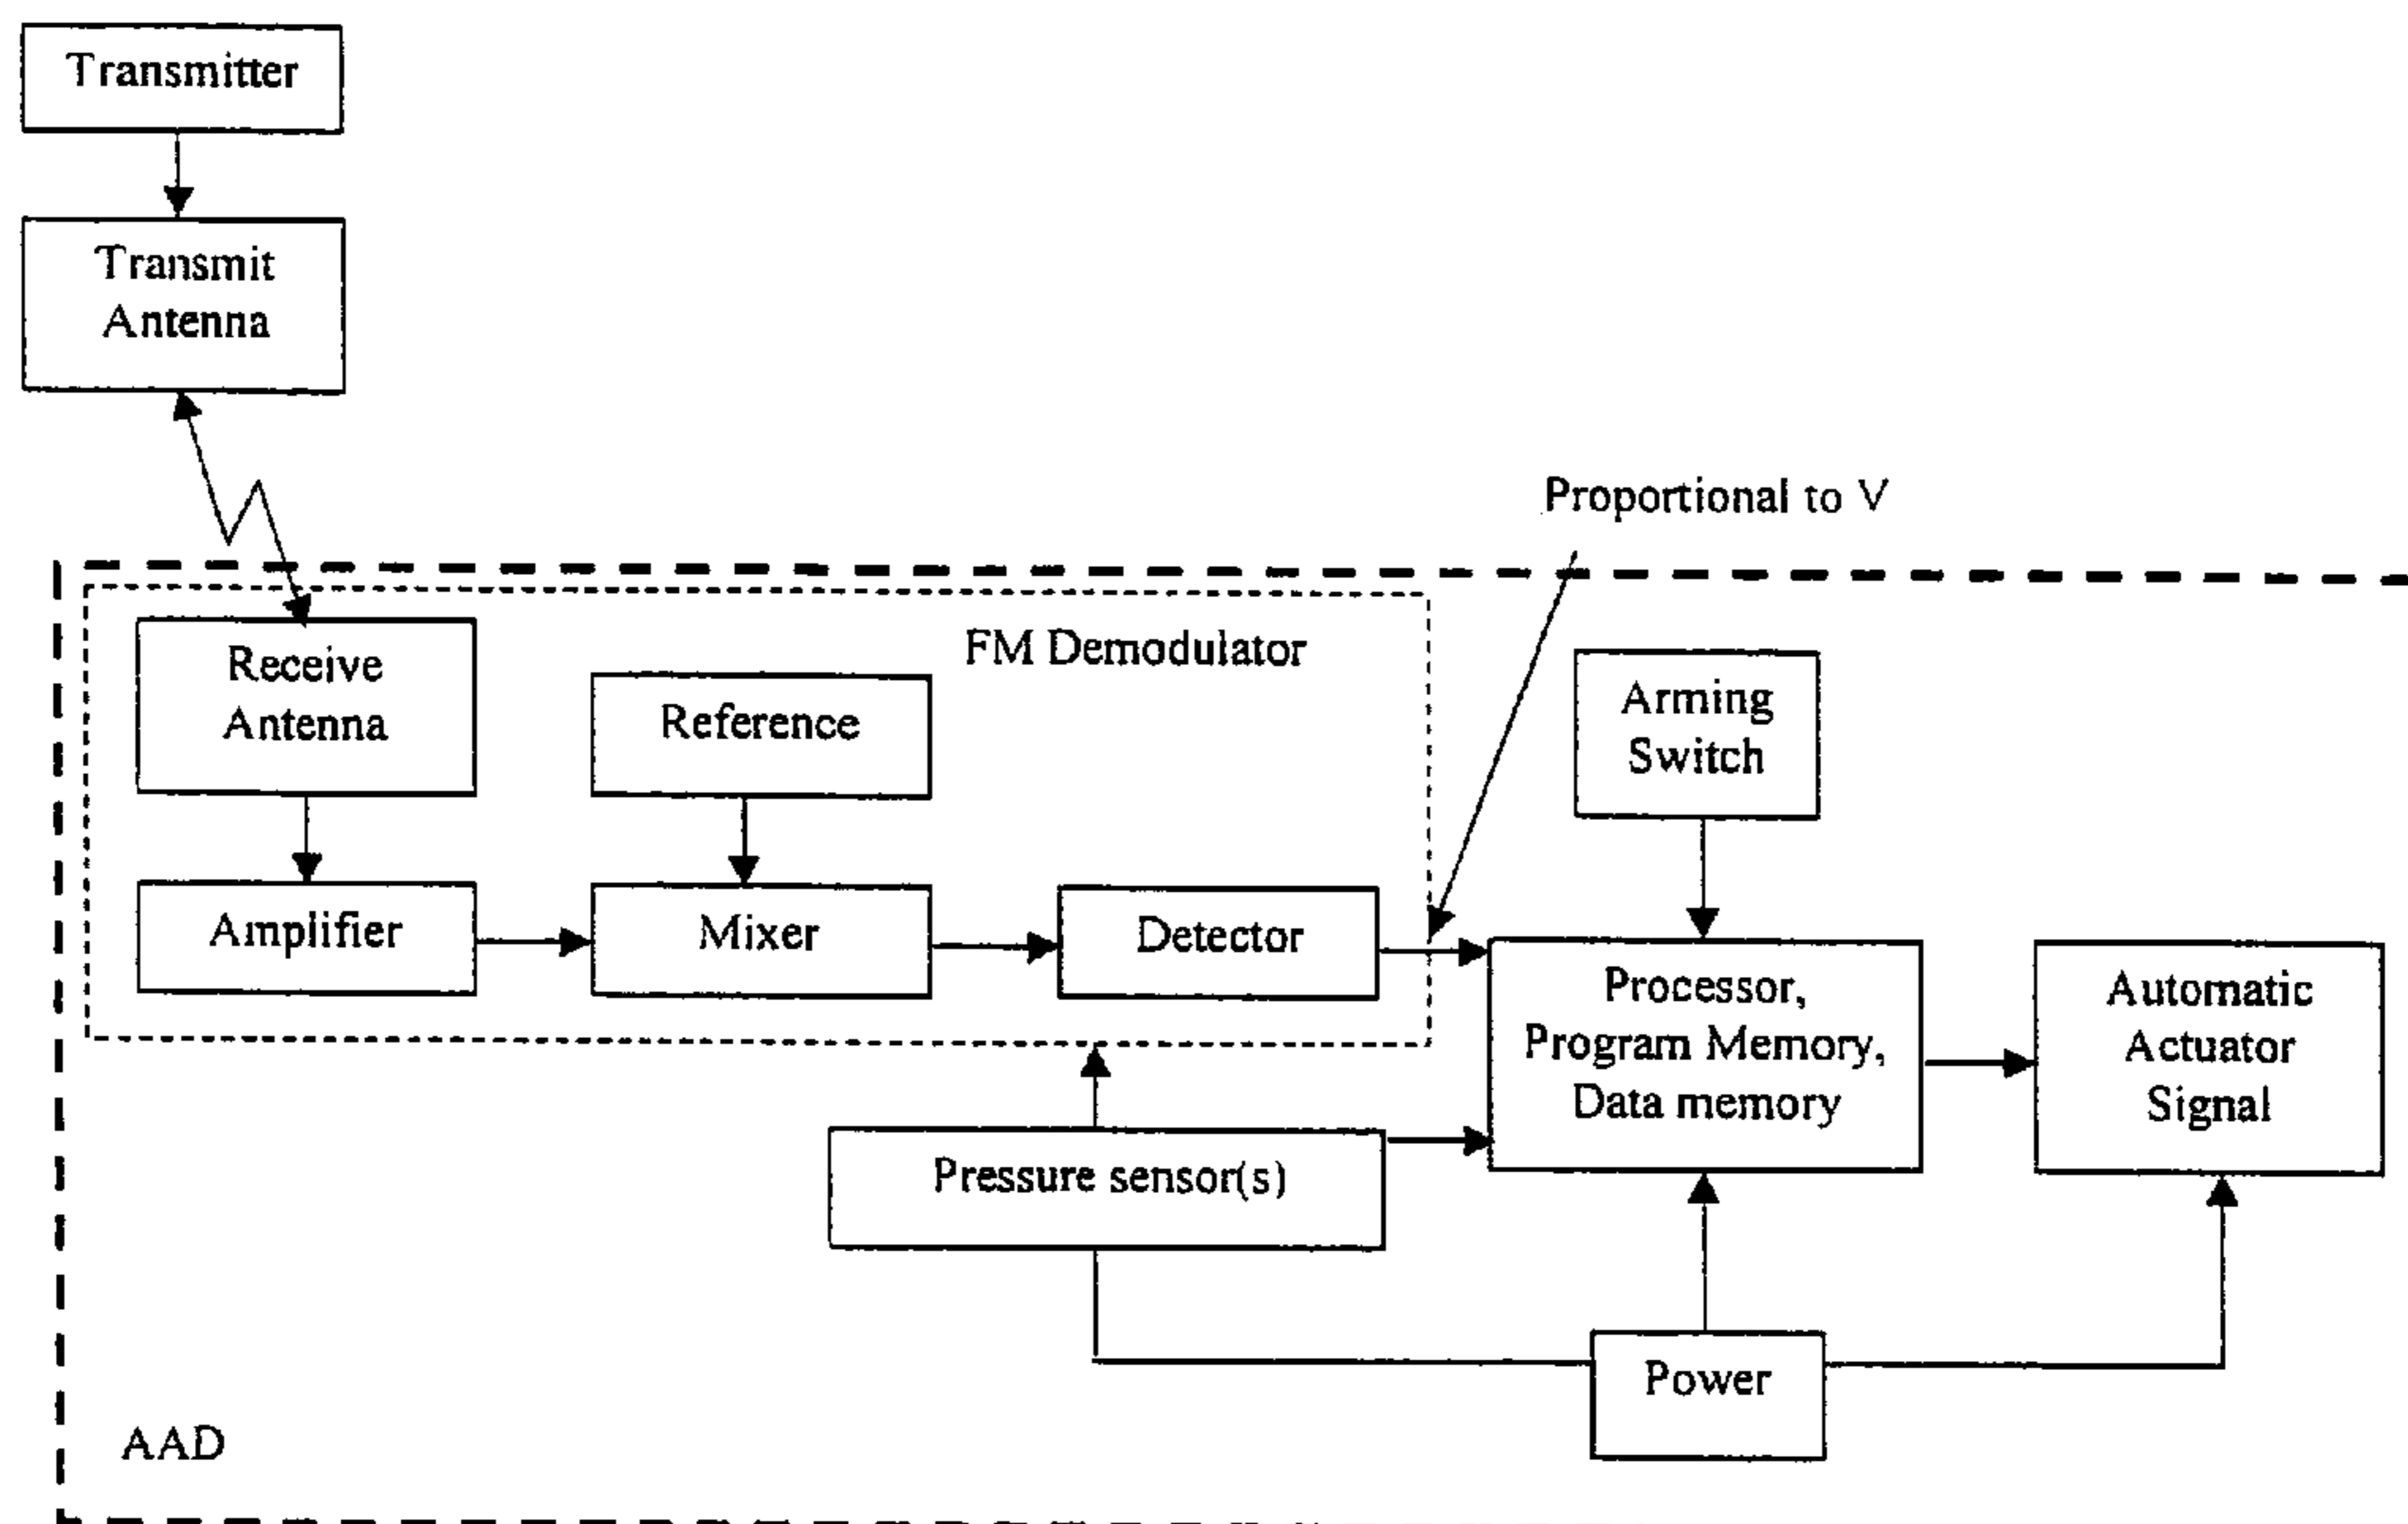 Transmitter
Transmit
Antenna
Proportional to V
FM Demodulator
Receive
Antenna
Reference
Arming
Switch
Amplifier
Mixer
Detector
Processor,
Program Memory,
Data memory
Automatic
Actuator
Signal
Pressure sensor(s)
Power
AAD